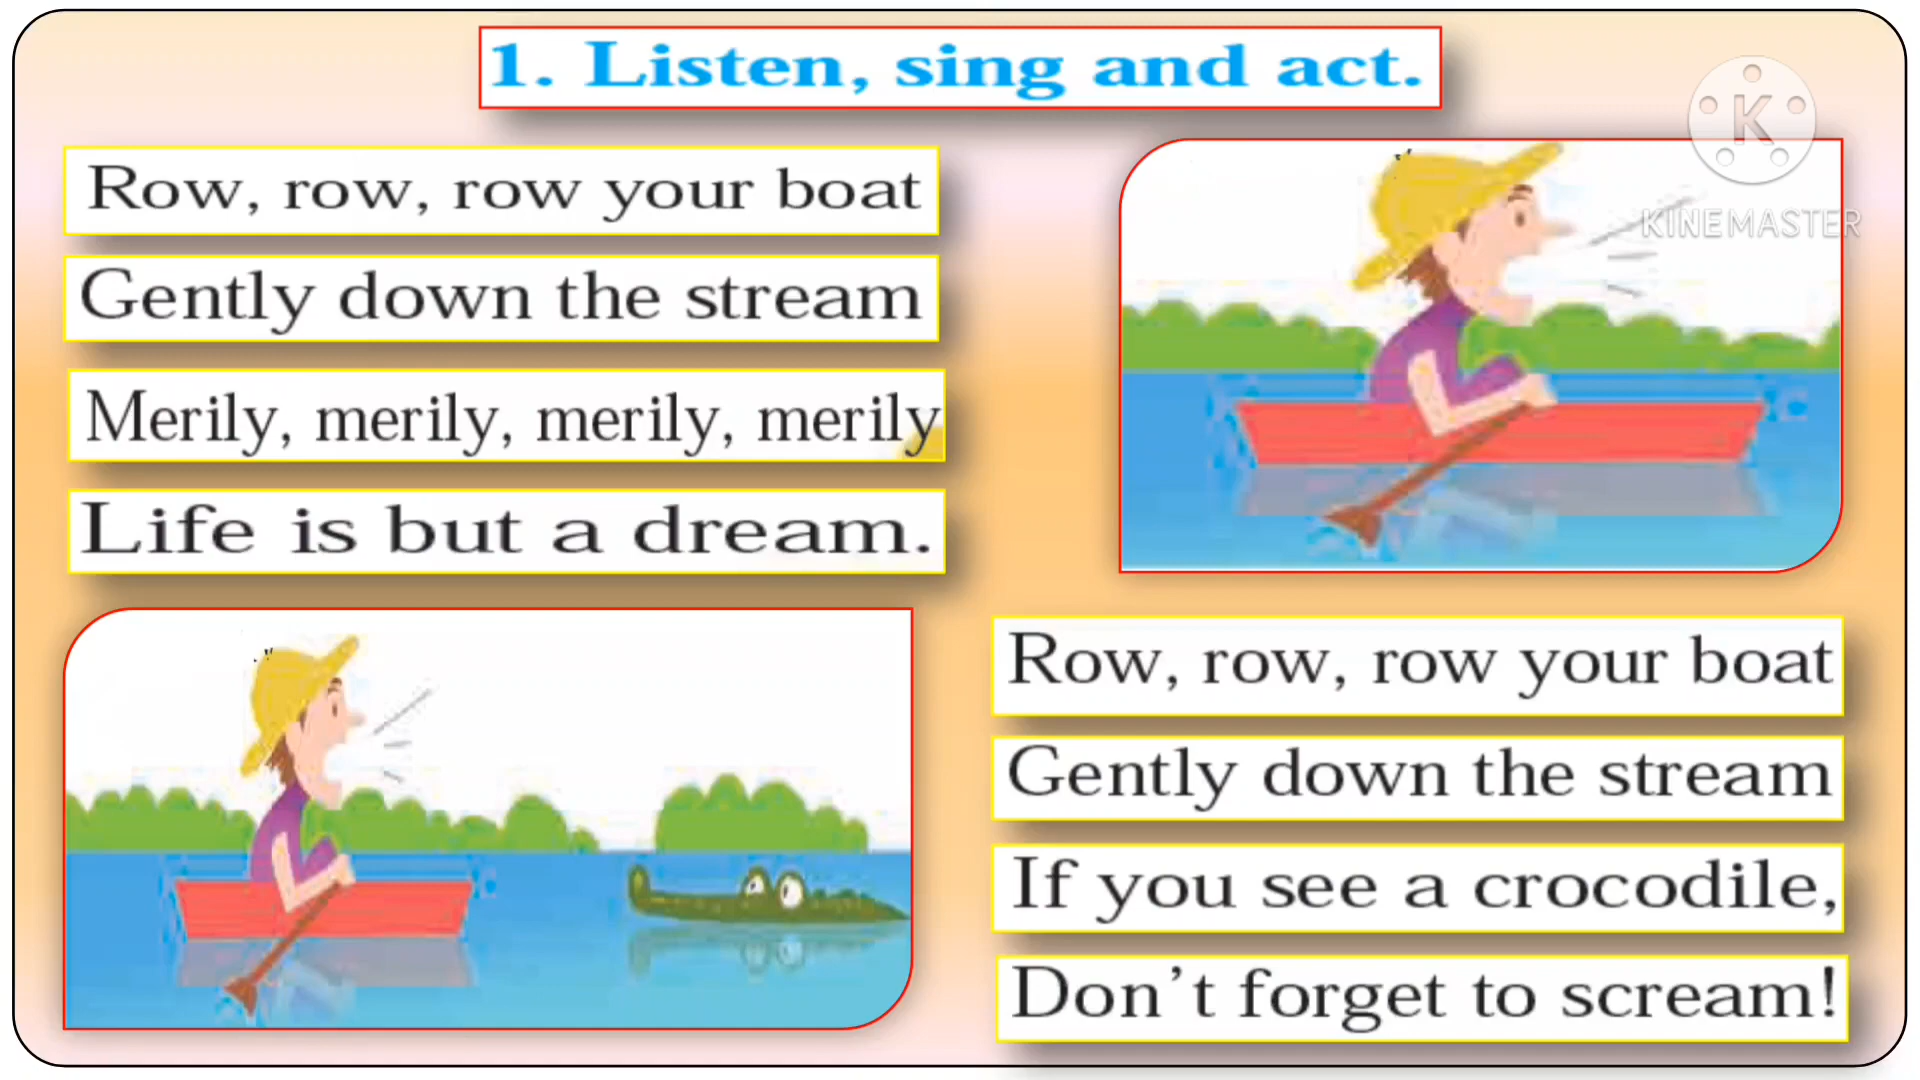 1. Listen, sing and act.
K
KINEMASTER
Row, row, row your boat
Gently down the stream
Merily, merily, merily, merily
Life is but a dream.
Row, row, row your boat
Gently down the stream
If you see a crocodile,
Don't forget to scream!